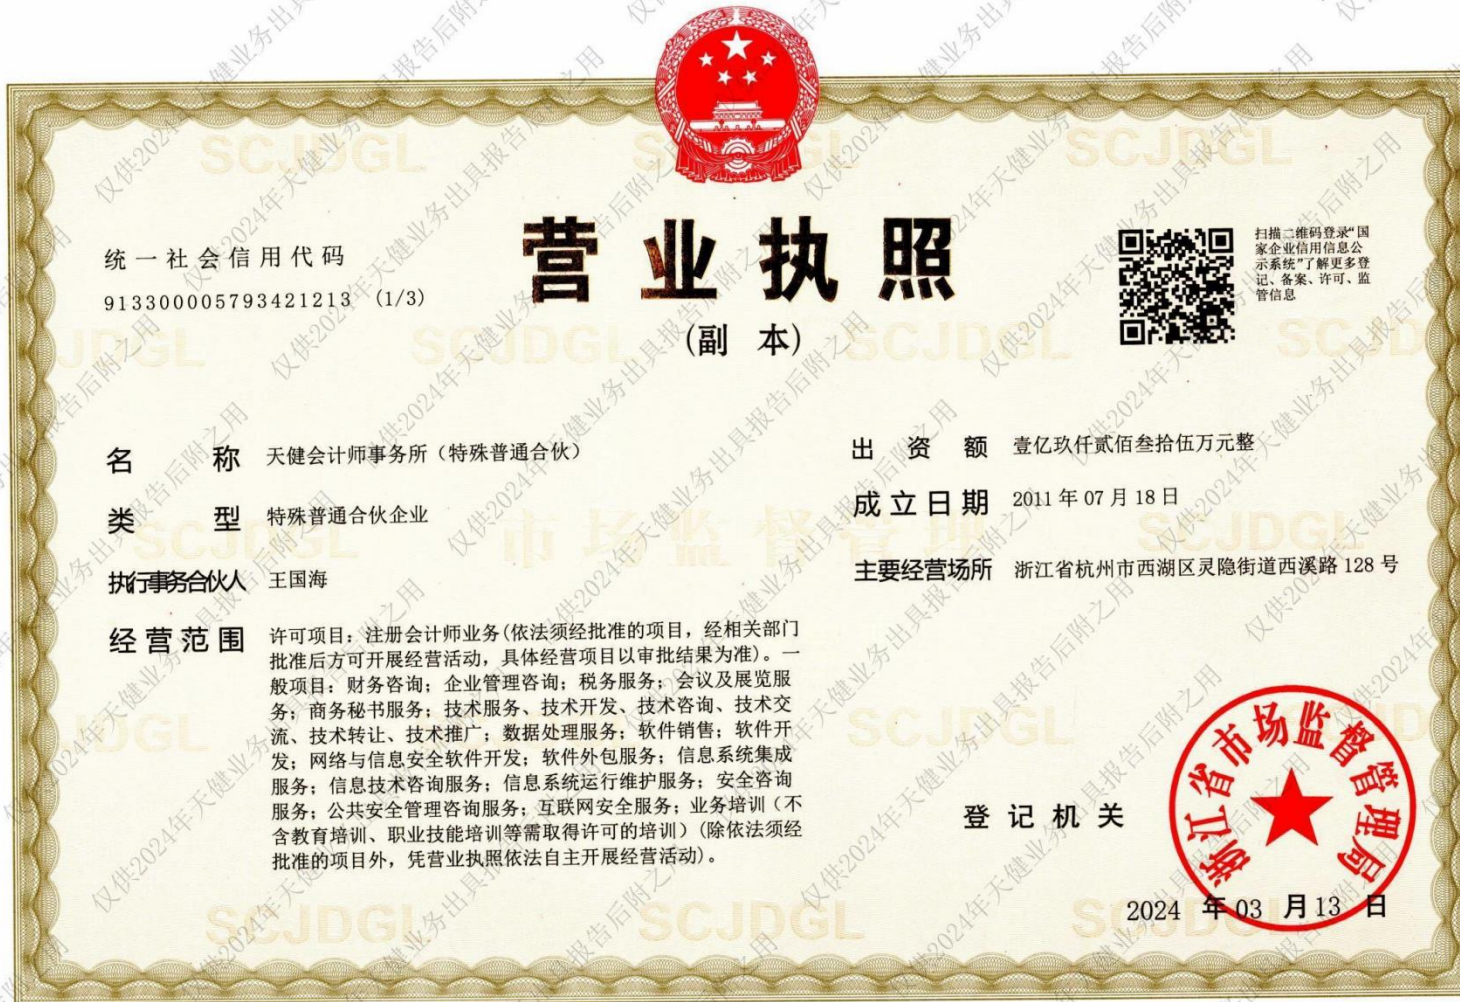 营业执照
(副 本)
统一社会信用代码
913300005793421213 (1/3)
扫描二维码登录“国
家企业信用信息公
示系统”了解更多登
记、备案、许可、监
管信息
名 称 天健会计师事务所（特殊普通合伙）
类 型 特殊普通合伙企业
执行事务合伙人 王国海
经营范围 许可项目：注册会计师业务(依法须经批准的项目，经相关部门
批准后方可开展经营活动，具体经营项目以审批结果为准)。一
般项目：财务咨询；企业管理咨询；税务服务；会议及展览服
务；商务秘书服务；技术服务、技术开发、技术咨询、技术交
流、技术转让、技术推广；数据处理服务；软件销售；软件开
发；网络与信息安全软件开发；软件外包服务；信息系统集成
服务；信息技术咨询服务；信息系统运行维护服务；安全咨询
服务；公共安全管理咨询服务；互联网安全服务；业务培训（不
含教育培训、职业技能培训等需取得许可的培训）(除依法须经
批准的项目外，凭营业执照依法自主开展经营活动)。
出 资 额 壹亿玖仟贰佰叁拾伍万元整
成立日期 2011 年 07 月 18 日
主要经营场所 浙江省杭州市西湖区灵隐街道西溪路 128 号
登记机关
浙江省市场监督管理局
2024 年 03 月 13 日
仅供2024年天健业务出具报告后附之用
SCJDGL
市场监督管理